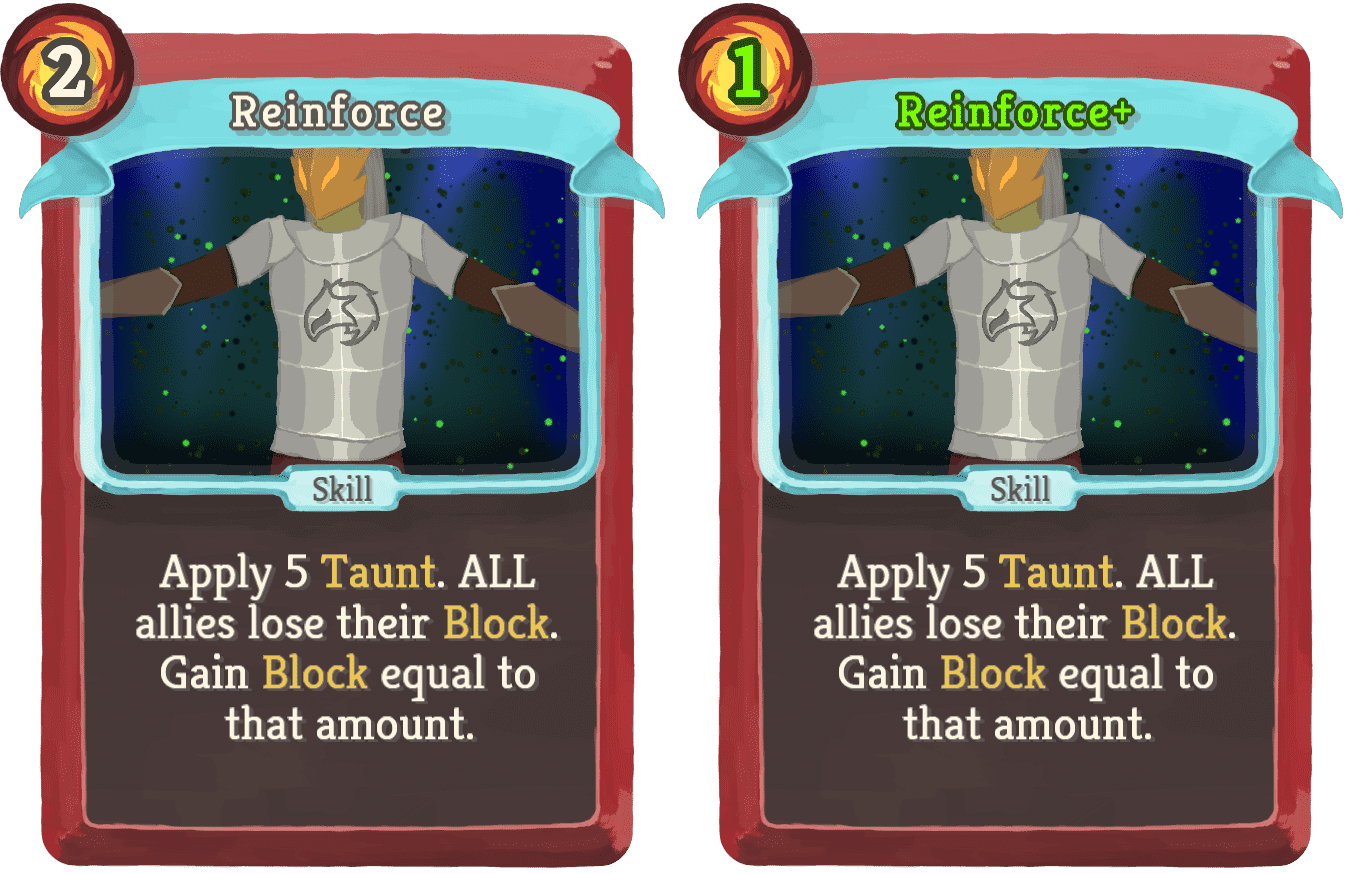 2
Reinforce
Skill
Apply 5 Taunt. ALL
allies lose their Block.
Gain Block equal to
that amount.
1
Reinforce+
Skill
Apply 5 Taunt. ALL
allies lose their Block.
Gain Block equal to
that amount.